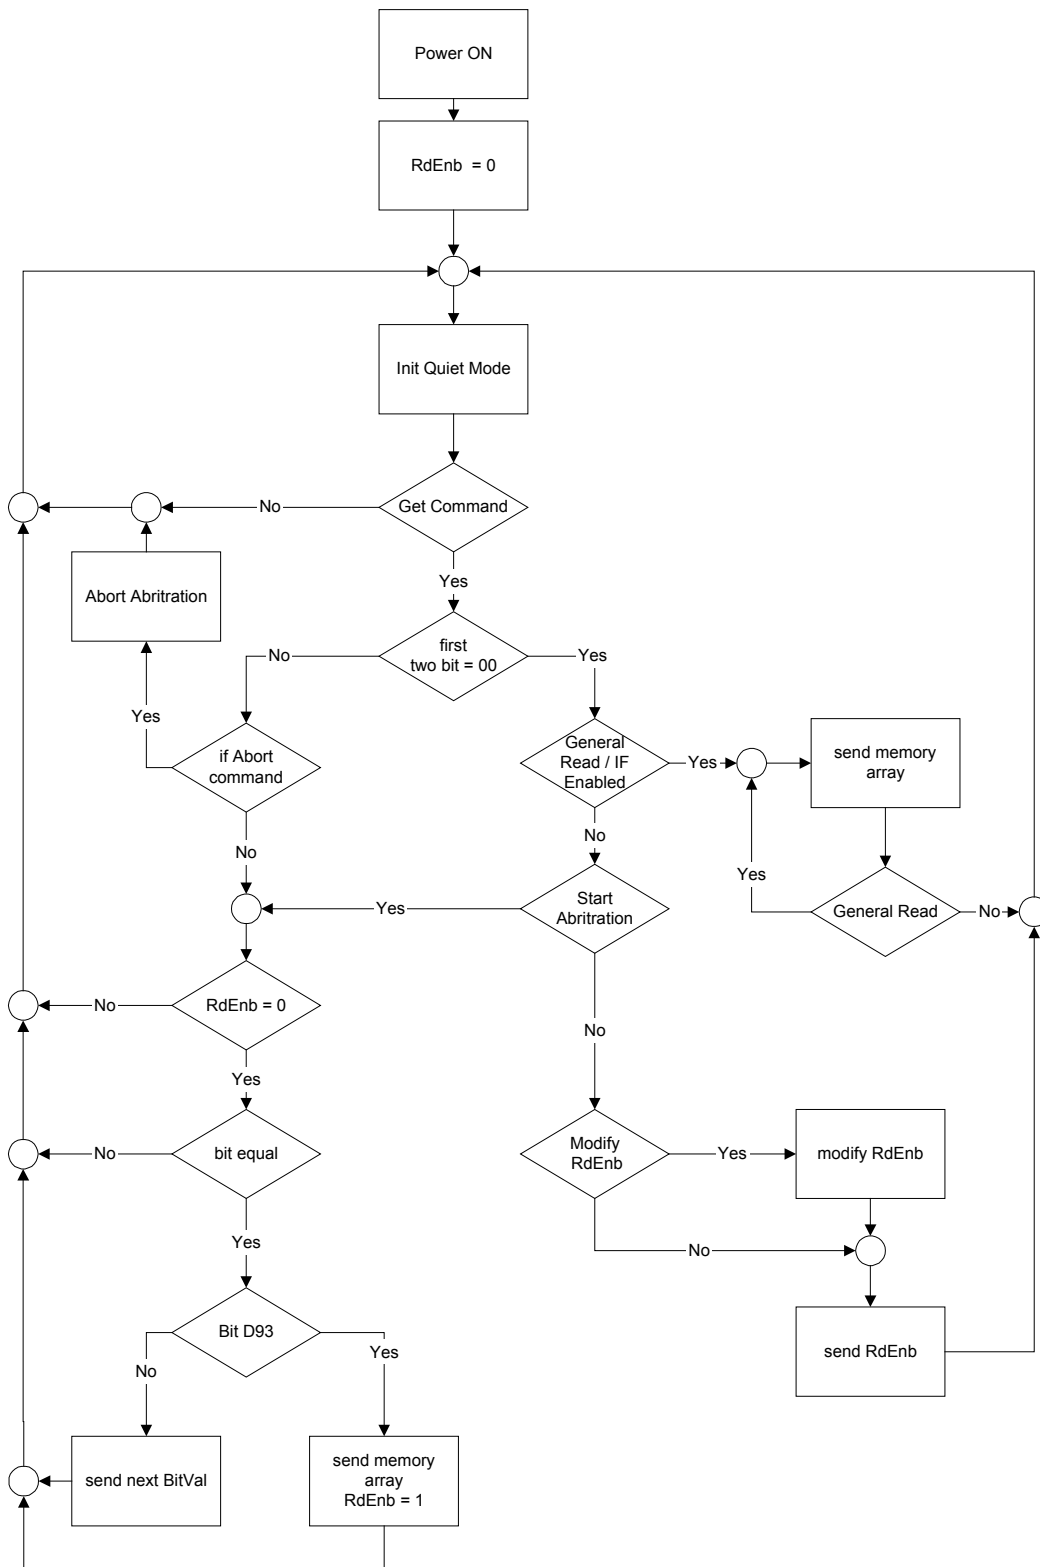 Power ON
RdEnb = 0
Init Quiet Mode
Get Command
No
Yes
Abort Abritration
first
two bit = 00
No
Yes
Yes
if Abort
command
General
Read / IF
Enabled
Yes
send memory
array
No
No
Yes
Start
Abritration
Yes
General Read
No
RdEnb = 0
No
No
Yes
bit equal
No
Modify
RdEnb
Yes
modify RdEnb
Yes
No
Bit D93
Yes
No
send RdEnb
send next BitVal
send memory
array
RdEnb = 1